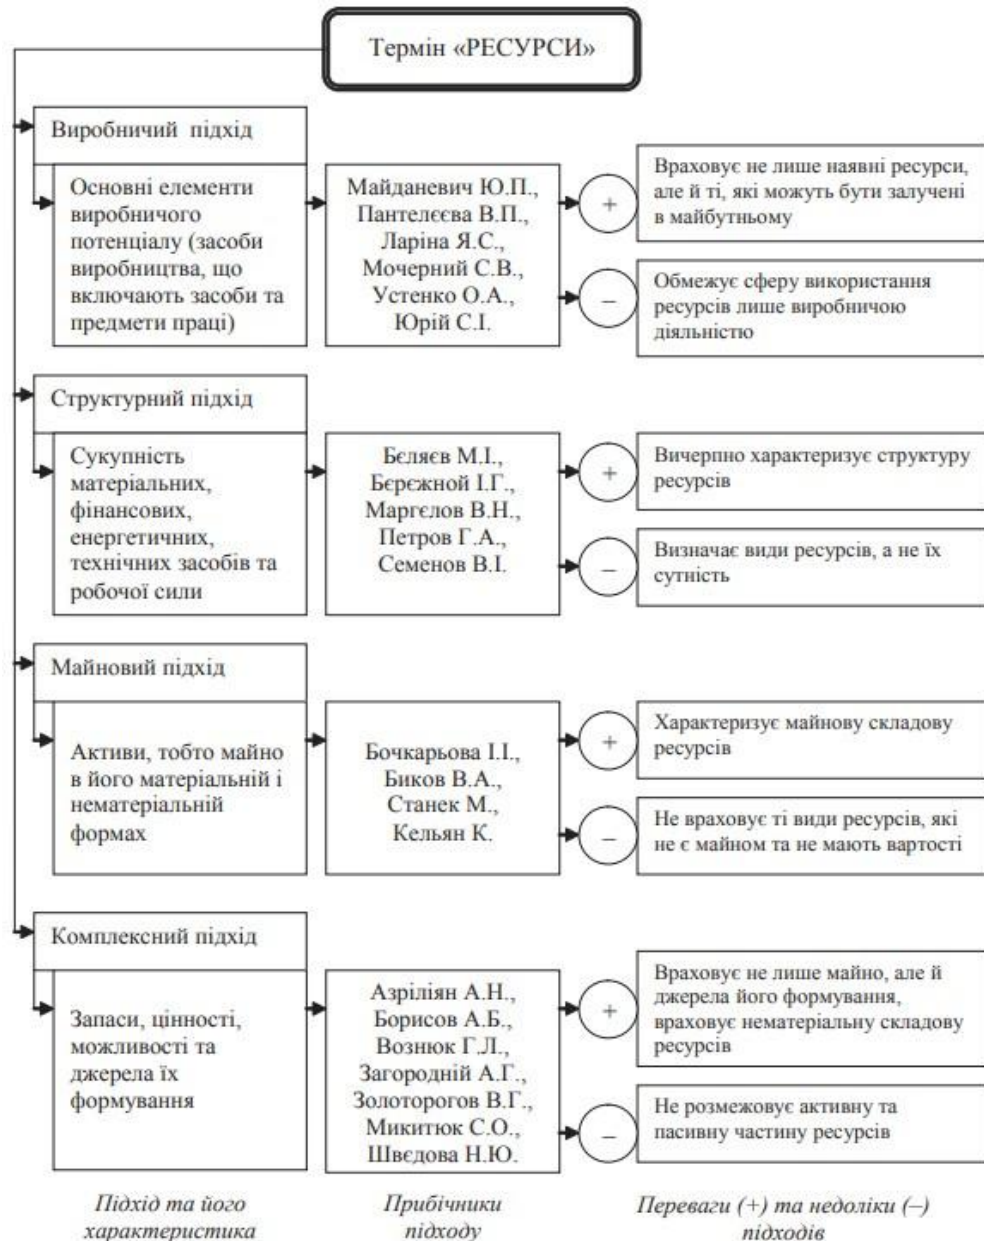 Термін «РЕСУРСИ»
Виробничий підхід
Основні елементи
виробничого
потенціалу (засоби
виробництва, що
включають засоби та
предмети праці)
Майданевич Ю.П.,
Пантелєєва В.П.,
Ларіна Я.С.,
Мочерний С.В.,
Устенко О.А.,
Юрій С.І.
+
Враховує не лише наявні ресурси,
але й ті, які можуть бути залучені
в майбутньому
–
Обмежує сферу використання
ресурсів лише виробничою
діяльністю
Структурний підхід
Сукупність
матеріальних,
фінансових,
енергетичних,
технічних засобів та
робочої сили
Бєляєв М.І.,
Бєрєжной І.Г.,
Маргєлов В.Н.,
Петров Г.А.,
Семенов В.І.
+
Вичерпно характеризує структуру
ресурсів
–
Визначає види ресурсів, а не їх
сутність
Майновий підхід
Активи, тобто майно
в його матеріальній і
нематеріальній
формах
Бочкарьова І.І.,
Биков В.А.,
Станек М.,
Кельян К.
+
Характеризує майнову складову
ресурсів
–
Не враховує ті види ресурсів, які
не є майном та не мають вартості
Комплексний підхід
Запаси, цінності,
можливості та
джерела їх
формування
Азріліян А.Н.,
Борисов А.Б.,
Вознюк Г.Л.,
Загородній А.Г.,
Золоторогов В.Г.,
Микитюк С.О.,
Швєдова Н.Ю.
+
Враховує не лише майно, але й
джерела його формування,
враховує нематеріальну складову
ресурсів
–
Не розмежовує активну та
пасивну частину ресурсів
Підхід та його
характеристика
Прибічники
підходу
Переваги (+) та недоліки (–)
підходів